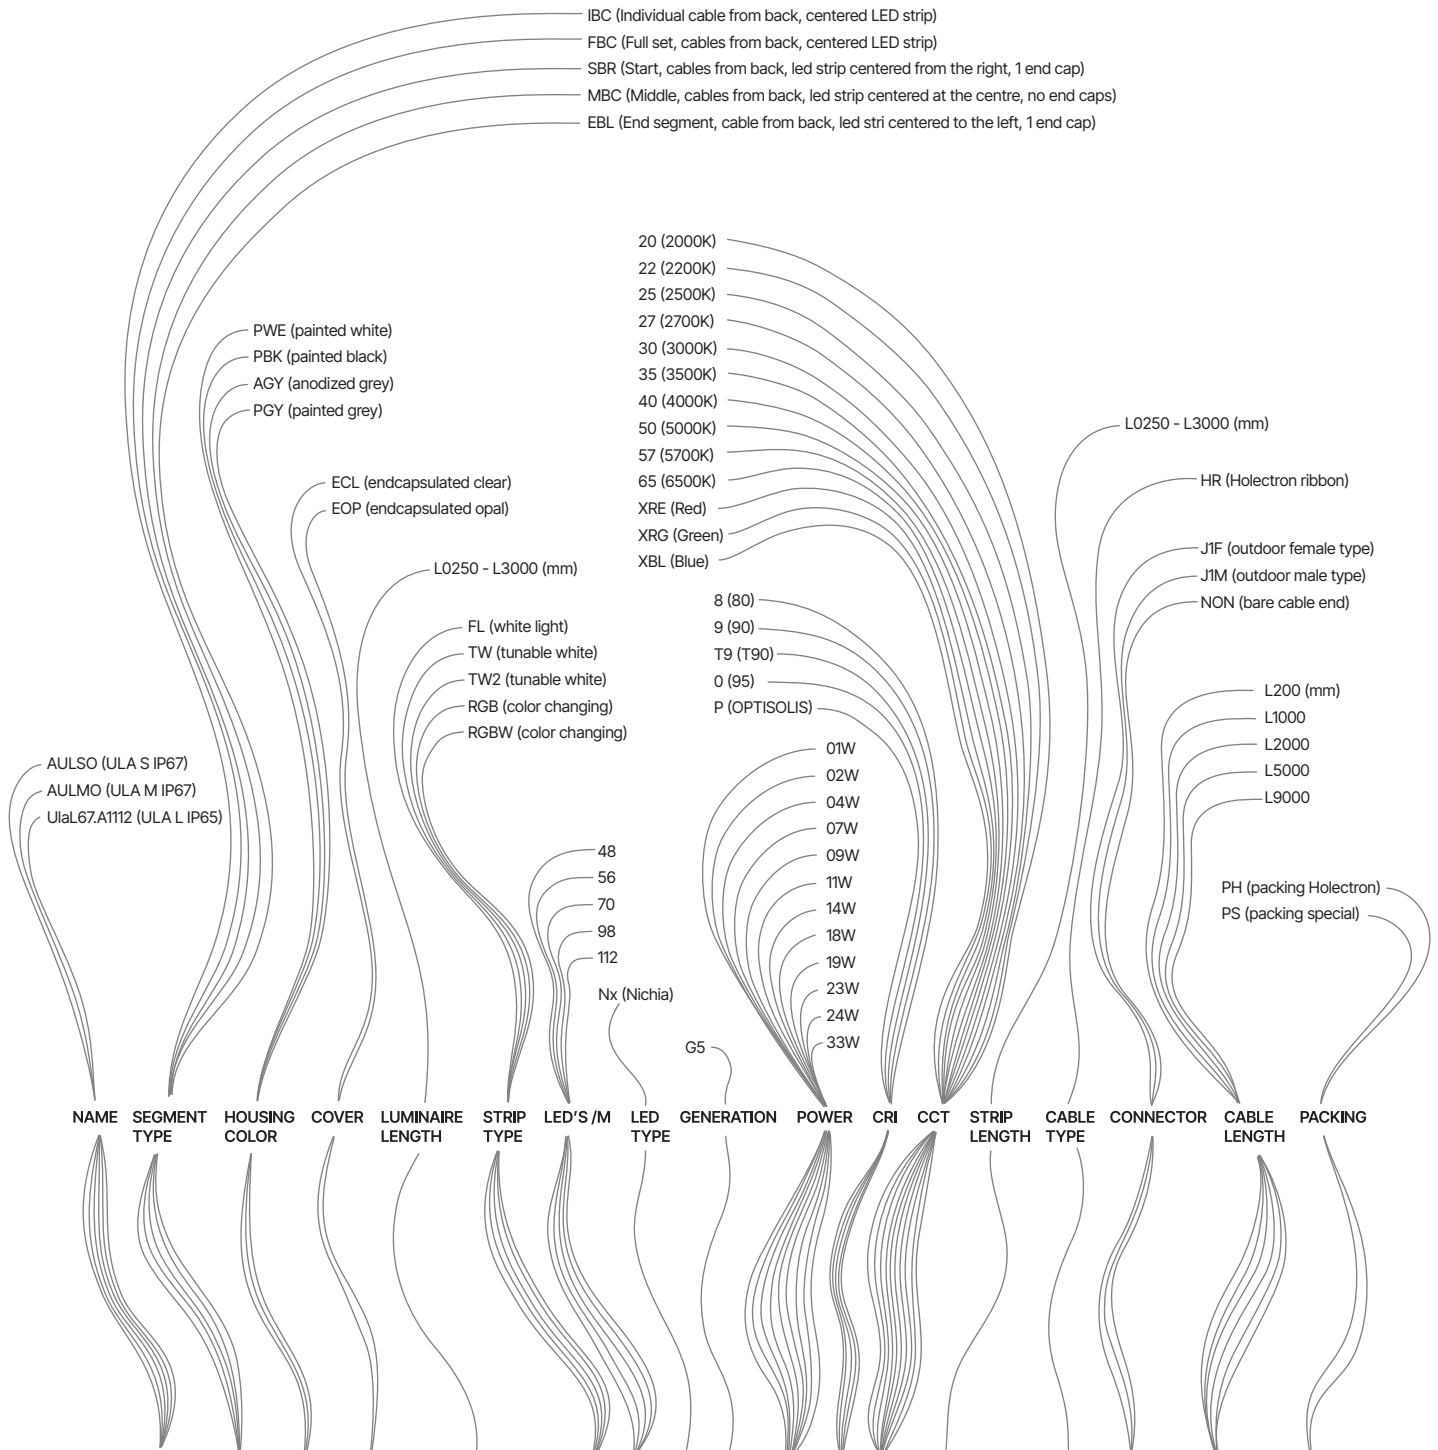 IBC (Individual cable from back, centered LED strip)
FBC (Full set, cables from back, centered LED strip)
SBR (Start, cables from back, led strip centered from the right, 1 end cap)
MBC (Middle, cables from back, led strip centered at the centre, no end caps)
EBL (End segment, cable from back, led stri centered to the left, 1 end cap)
20 (2000K)
22 (2200K)
25 (2500K)
27 (2700K)
30 (3000K)
35 (3500K)
40 (4000K)
50 (5000K)
57 (5700K)
65 (6500K)
XRE (Red)
XRG (Green)
XBL (Blue)
PWE (painted white)
PBK (painted black)
AGY (anodized grey)
PGY (painted grey)
L0250 - L3000 (mm)
ECL (endcapsulated clear)
EOP (endcapsulated opal)
HR (Holectron ribbon)
J1F (outdoor female type)
J1M (outdoor male type)
NON (bare cable end)
L0250 - L3000 (mm)
8 (80)
9 (90)
T9 (T90)
0 (95)
P (OPTISOLIS)
FL (white light)
TW (tunable white)
TW2 (tunable white)
RGB (color changing)
RGBW (color changing)
L200 (mm)
L1000
L2000
L5000
L9000
AULSO (ULA S IP67)
AULMO (ULA M IP67)
UlaL67.A1112 (ULA L IP65)
01W
02W
04W
07W
09W
11W
14W
18W
19W
23W
24W
33W
48
56
70
98
112
PH (packing Holectron)
PS (packing special)
Nx (Nichia)
G5
NAME
SEGMENT
TYPE
HOUSING
COLOR
COVER
LUMINAIRE
LENGTH
STRIP
TYPE
LED'S /M
LED
TYPE
GENERATION
POWER
CRI
CCT
STRIP
LENGTH
CABLE
TYPE
CONNECTOR
CABLE
LENGTH
PACKING